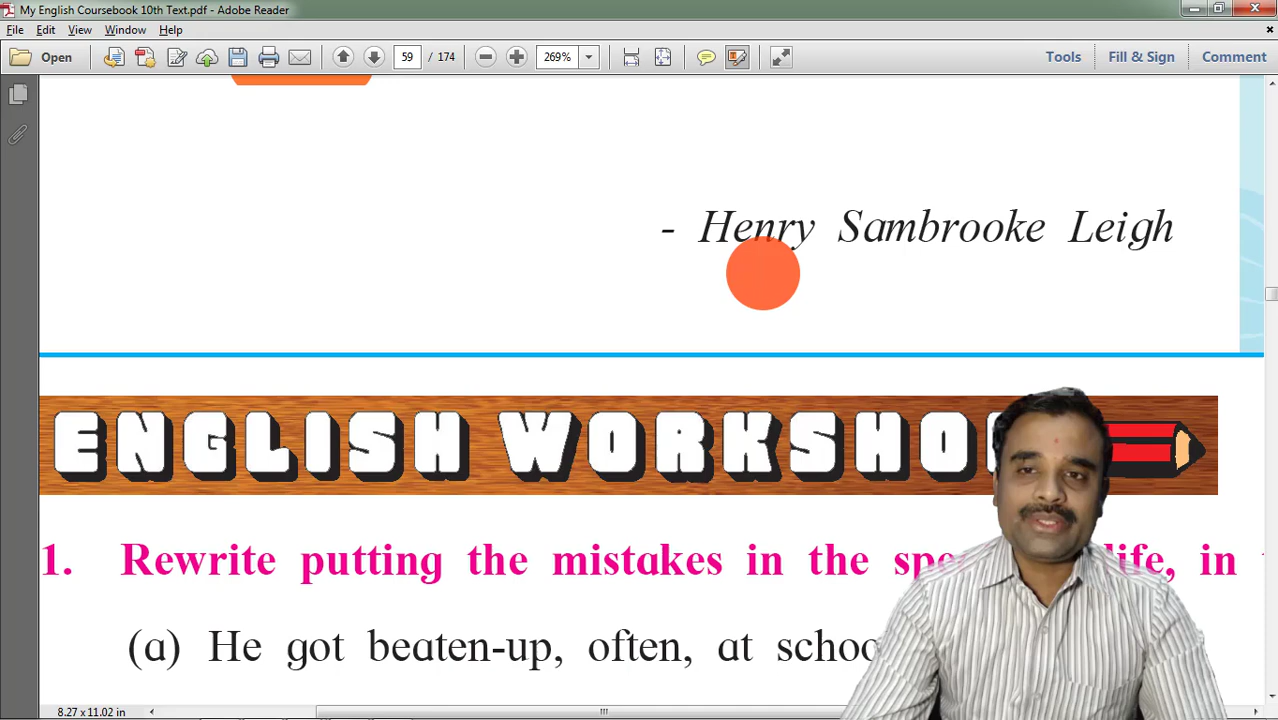 My English Coursebook 10th Text.pdf - Adobe Reader
File Edit View Window Help
Open 59 / 174 269% Tools Fill & Sign Comment
- Henry Sambrooke Leigh
ENGLISH WORKSHO
1. Rewrite putting the mistakes in the life, in
(a) He got beaten-up, often, at
8.27 x 11.02 in